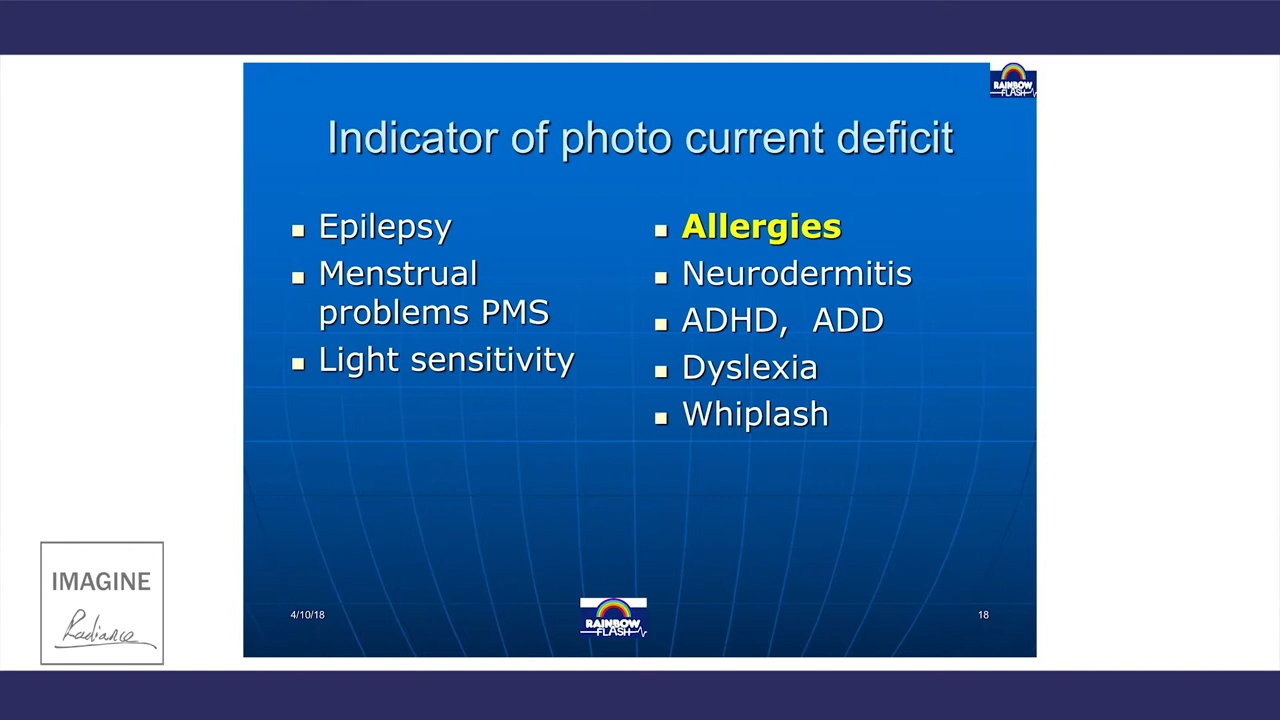 RAINBOW
FLASH
Indicator of photo current deficit
Epilepsy
Menstrual
problems PMS
Light sensitivity
Allergies
Neurodermitis
ADHD, ADD
Dyslexia
Whiplash
IMAGINE
Radiance
4/10/18
RAINBOW
FLASH
18